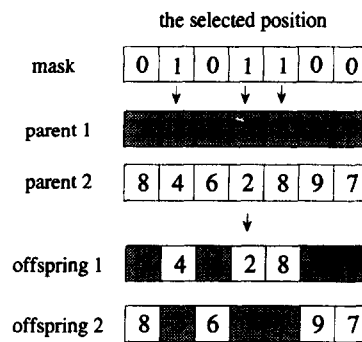 the selected position
mask 0 1 0 1 1 0 0
parent 1
parent 2 8 4 6 2 8 9 7
offspring 1 4 2 8
offspring 2 8 6 9 7